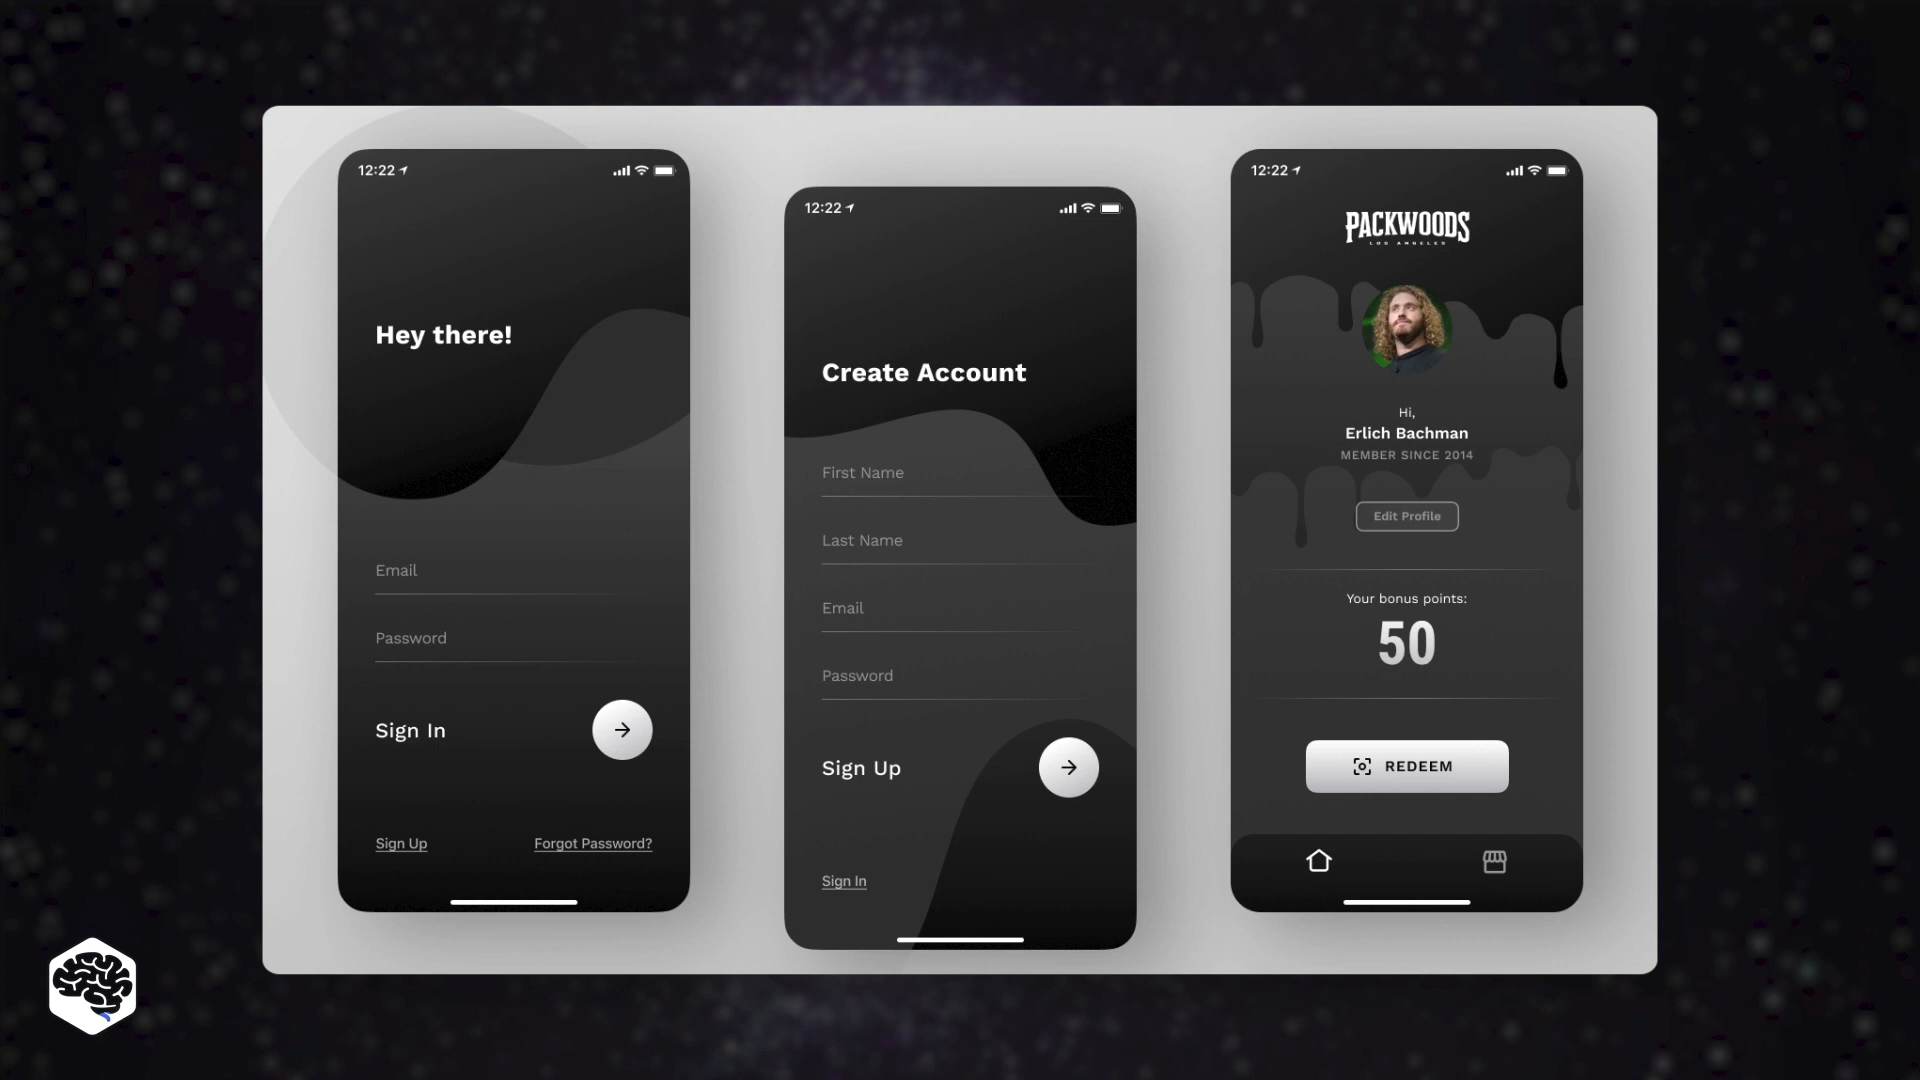 12:22
Hey there!
Email
Password
Sign In
Sign Up
Forgot Password?
12:22
Create Account
First Name
Last Name
Email
Password
Sign Up
Sign In
12:22
PACKWOODS
LOS ANGELES
Hi,
Erlich Bachman
MEMBER SINCE 2014
Edit Profile
Your bonus points:
50
REDEEM